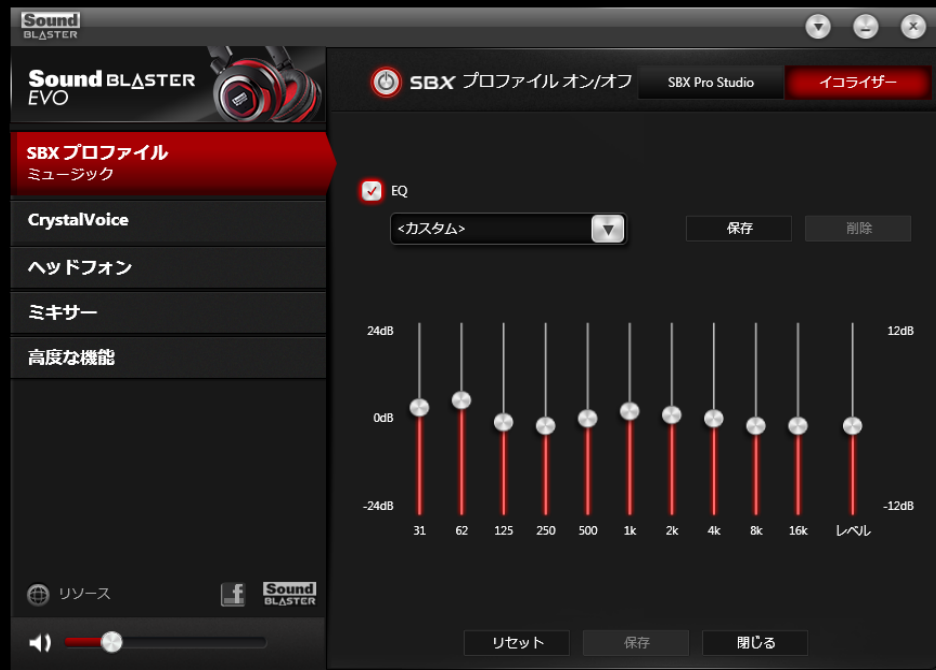 Sound
BLASTER
Sound BLASTER
EVO
SBX プロファイル
ミュージック
CrystalVoice
ヘッドフォン
ミキサー
高度な機能
リソース
f
Sound
BLASTER
SBX プロファイル オン/オフ
SBX Pro Studio
イコライザー
EQ
<カスタム>
保存
削除
24dB
12dB
0dB
-24dB
-12dB
31 62 125 250 500 1k 2k 4k 8k 16k レベル
リセット
保存
閉じる